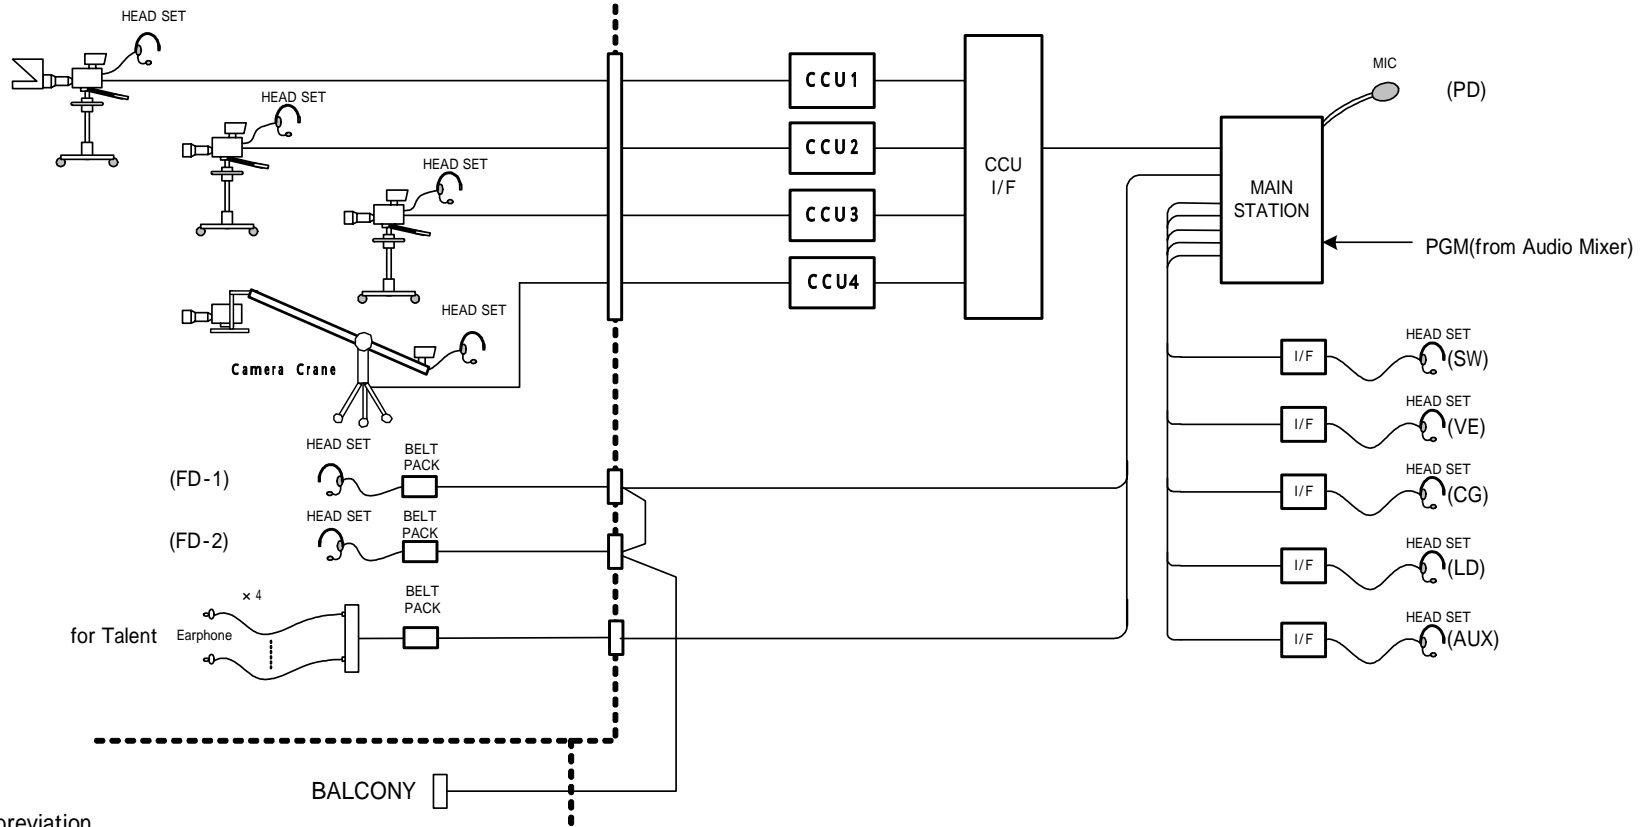 HEAD SET
HEAD SET
HEAD SET
HEAD SET
Camera Crane
CCU1
CCU2
CCU3
CCU4
CCU
I/F
MIC
(PD)
MAIN
STATION
PGM(from Audio Mixer)
HEAD SET
I/F
(SW)
HEAD SET
I/F
(VE)
HEAD SET
I/F
(CG)
HEAD SET
I/F
(LD)
HEAD SET
I/F
(AUX)
(FD-1)
HEAD SET
BELT
PACK
(FD-2)
HEAD SET
BELT
PACK
× 4
for Talent
Earphone
BELT
PACK
BALCONY